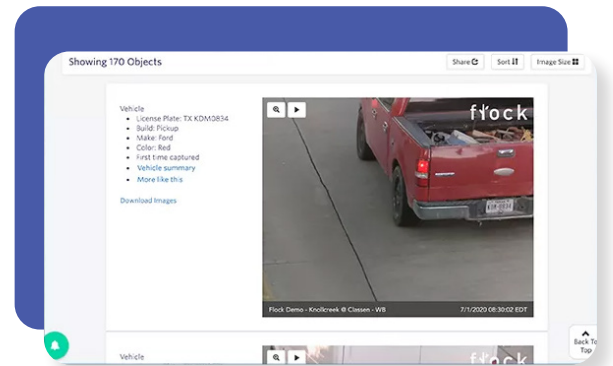 Showing 170 Objects
Share
Sort
Image Size
Vehicle
License Plate: TX KDM0834
Build: Pickup
Make: Ford
Color: Red
First time captured
Vehicle summary
More like this
Download Images
flock
Flock Demo - Knollcreek @ Classen - WB
7/1/2020 08:30:02 EDT
Back To
Top
Vehicle
flock